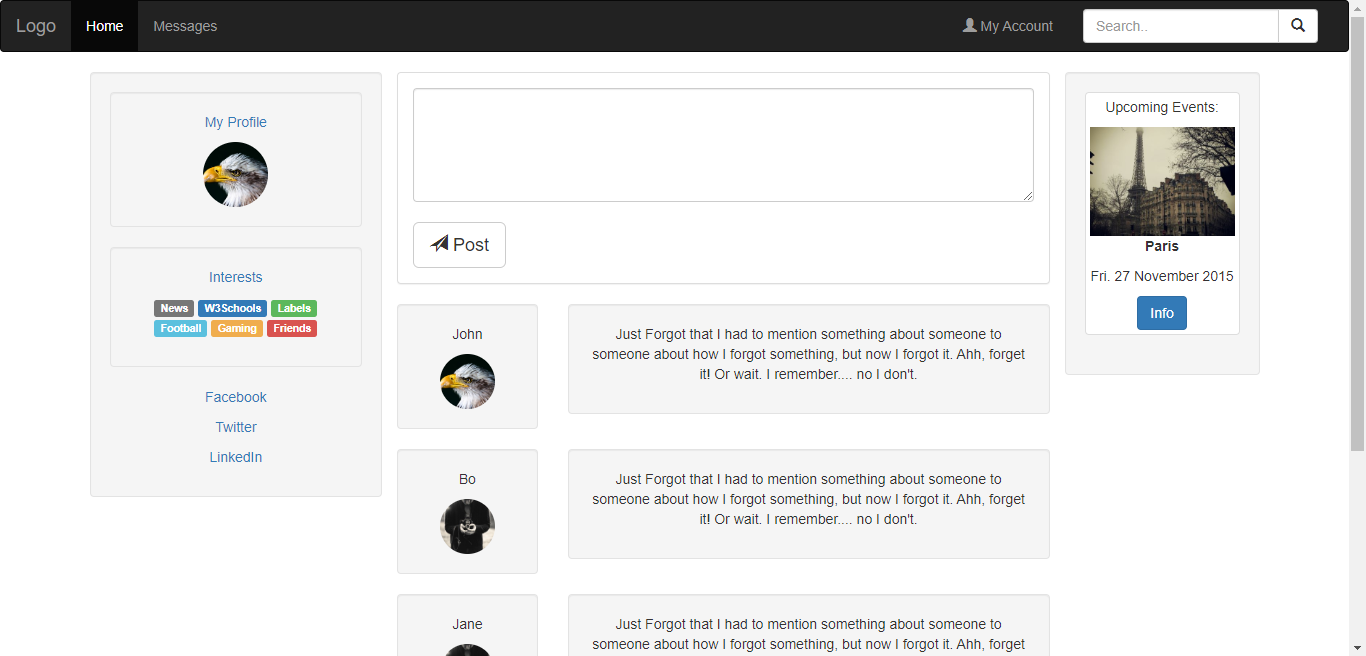 Logo
Home
Messages
My Account
Search..
My Profile
Interests
News W3Schools Labels
Football Gaming Friends
Facebook
Twitter
LinkedIn
Post
John
Just Forgot that I had to mention something about someone to
someone about how I forgot something, but now I forgot it. Ahh, forget
it! Or wait. I remember.... no I don't.
Bo
Just Forgot that I had to mention something about someone to
someone about how I forgot something, but now I forgot it. Ahh, forget
it! Or wait. I remember.... no I don't.
Jane
Just Forgot that I had to mention something about someone to
someone about how I forgot something, but now I forgot it. Ahh, forget
Upcoming Events:
Paris
Fri. 27 November 2015
Info